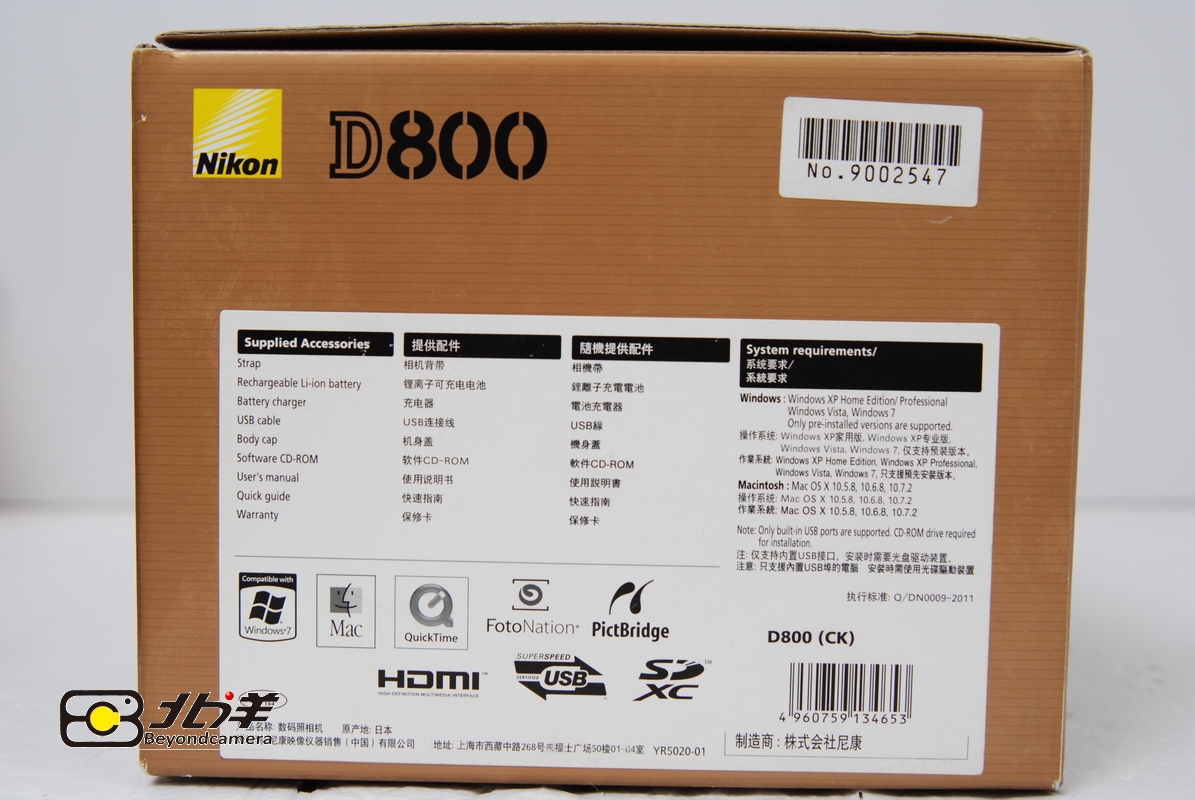 Nikon
D800
No.9002547
Supplied Accessories
Strap
Rechargeable Li-ion battery
Battery charger
USB cable
Body cap
Software CD-ROM
User's manual
Quick guide
Warranty
提供配件
相机背带
锂离子可充电电池
充电器
USB连接线
机身盖
软件CD-ROM
使用说明书
快速指南
保修卡
隨機提供配件
相機帶
鋰離子充電電池
電池充電器
USB線
機身蓋
軟件CD-ROM
使用說明書
快速指南
保修卡
System requirements/
系统要求/
系統要求
Windows : Windows XP Home Edition/ Professional
Windows Vista, Windows 7
Only pre-installed versions are supported.
操作系统: Windows XP家用版, Windows XP专业版,
Windows Vista, Windows 7, 仅支持预装版本。
作業系統: Windows XP Home Edition, Windows XP Professional,
Windows Vista, Windows 7, 只支援預先安裝版本。
Macintosh : Mac OS X 10.5.8, 10.6.8, 10.7.2
操作系统: Mac OS X 10.5.8, 10.6.8, 10.7.2
作業系統: Mac OS X 10.5.8, 10.6.8, 10.7.2
Note: Only built-in USB ports are supported. CD-ROM drive required
for installation.
注: 仅支持内置USB接口。安装时需要光盘驱动装置。
注意: 只支援內置USB埠的電腦 安裝時需使用光碟驅動裝置
执行标准: Q/DN0009-2011
Compatible with
Windows 7
Mac
QuickTime
FotoNation
PictBridge
HDMI™
HIGH-DEFINITION MULTIMEDIA INTERFACE
SUPERSPEED
CERTIFIED USB
SD XC™
D800 (CK)
4 960759 134653
品名称: 数码照相机 原产地: 日本
尼康映像仪器销售（中国）有限公司 地址: 上海市西藏中路268号来福士广场50楼01-04室 YR5020-01
制造商 : 株式会社尼康
北斗羊
Beyondcamera